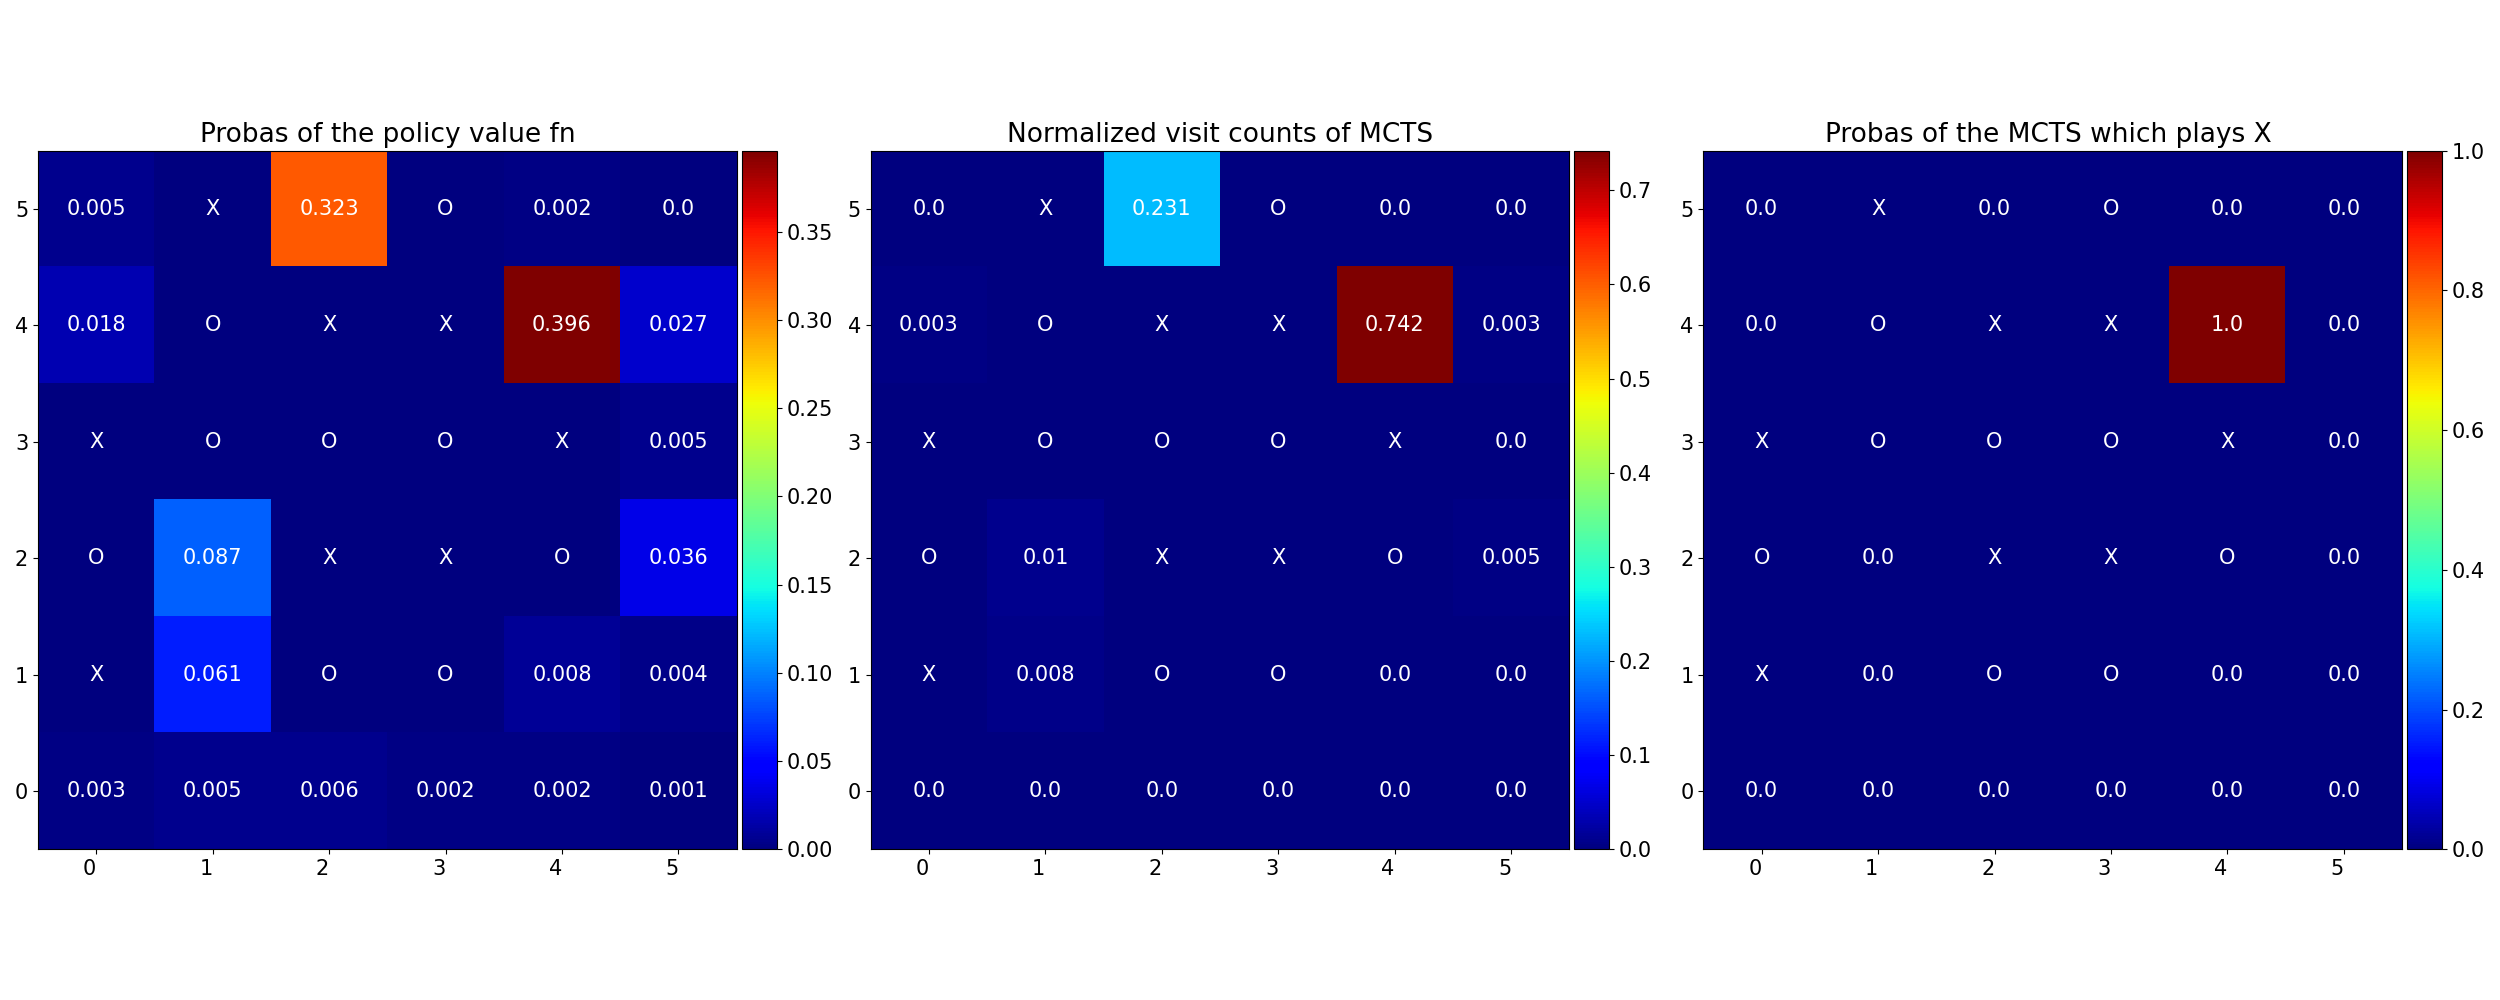 Probas of the policy value fn
5 0.005 X 0.323 O 0.002 0.0
4 0.018 O X X 0.396 0.027
3 X O O O X 0.005
2 O 0.087 X X O 0.036
1 X 0.061 O O 0.008 0.004
0 0.003 0.005 0.006 0.002 0.002 0.001
0 1 2 3 4 5
0.35
0.30
0.25
0.20
0.15
0.10
0.05
0.00
Normalized visit counts of MCTS
5 0.0 X 0.231 O 0.0 0.0
4 0.003 O X X 0.742 0.003
3 X O O O X 0.0
2 O 0.01 X X O 0.005
1 X 0.008 O O 0.0 0.0
0 0.0 0.0 0.0 0.0 0.0 0.0
0 1 2 3 4 5
0.7
0.6
0.5
0.4
0.3
0.2
0.1
0.0
Probas of the MCTS which plays X
5 0.0 X 0.0 O 0.0 0.0
4 0.0 O X X 1.0 0.0
3 X O O O X 0.0
2 O 0.0 X X O 0.0
1 X 0.0 O O 0.0 0.0
0 0.0 0.0 0.0 0.0 0.0 0.0
0 1 2 3 4 5
1.0
0.8
0.6
0.4
0.2
0.0